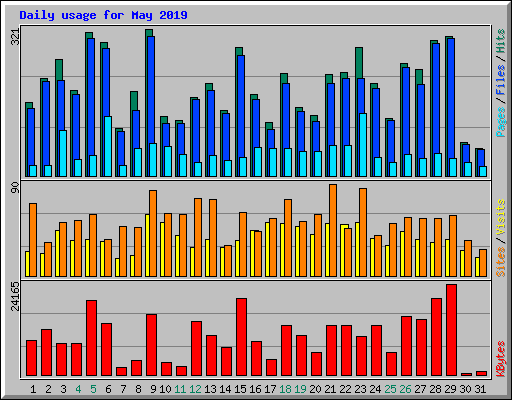 Daily usage for May 2019
321
Pages / Files / Hits
90
Sites / Visits
24165
KBytes
1 2 3 4 5 6 7 8 9 10 11 12 13 14 15 16 17 18 19 20 21 22 23 24 25 26 27 28 29 30 31